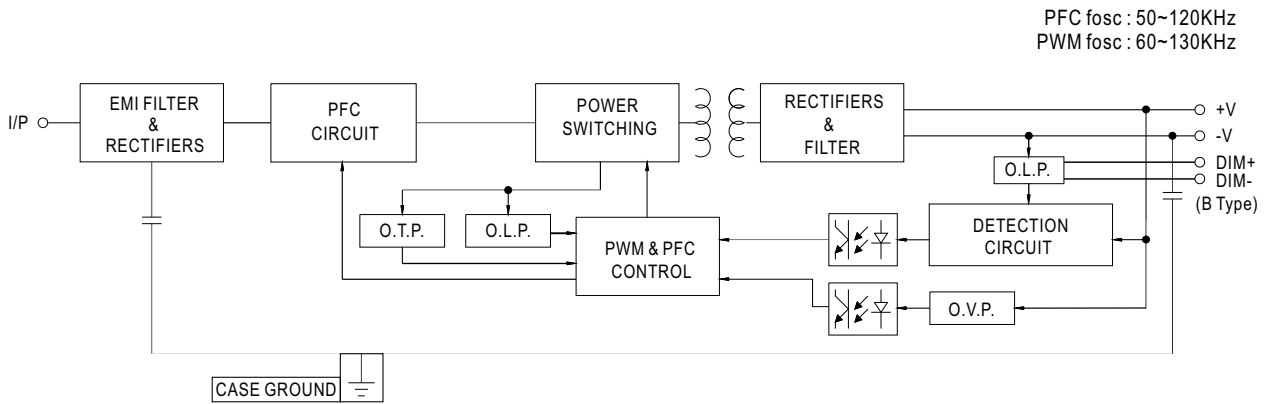 PFC fosc : 50~120KHz
PWM fosc : 60~130KHz
I/P
EMI FILTER
&
RECTIFIERS
PFC
CIRCUIT
POWER
SWITCHING
RECTIFIERS
&
FILTER
+V
-V
DIM+
DIM-
(B Type)
O.L.P.
O.T.P.
O.L.P.
PWM & PFC
CONTROL
DETECTION
CIRCUIT
O.V.P.
CASE GROUND